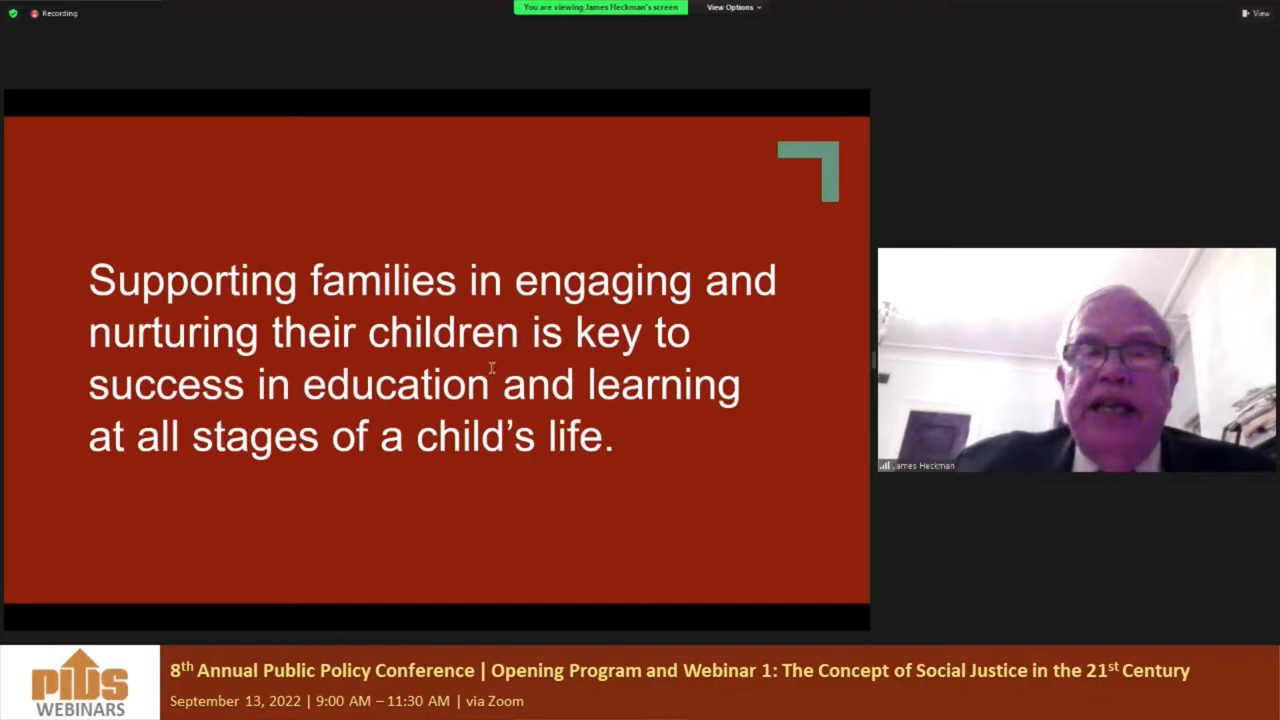 Recording
You are viewing James Heckman's screen
View Options
View
Supporting families in engaging and
nurturing their children is key to
success in education and learning
at all stages of a child’s life.
James Heckman
PIDS
WEBINARS
8th Annual Public Policy Conference | Opening Program and Webinar 1: The Concept of Social Justice in the 21st Century
September 13, 2022 | 9:00 AM – 11:30 AM | via Zoom